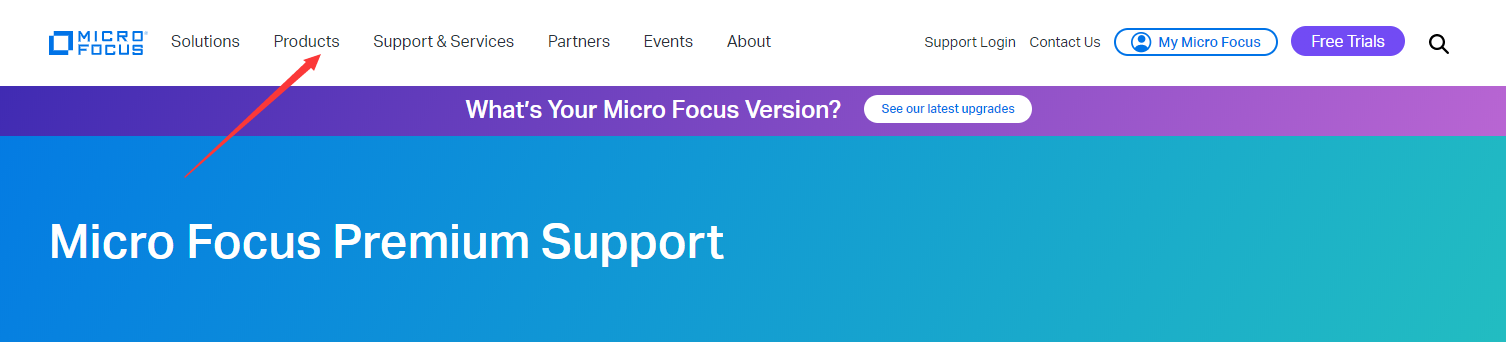 MICRO
FOCUS
Solutions Products Support & Services Partners Events About Support Login Contact Us My Micro Focus Free Trials
What's Your Micro Focus Version? See our latest upgrades
Micro Focus Premium Support